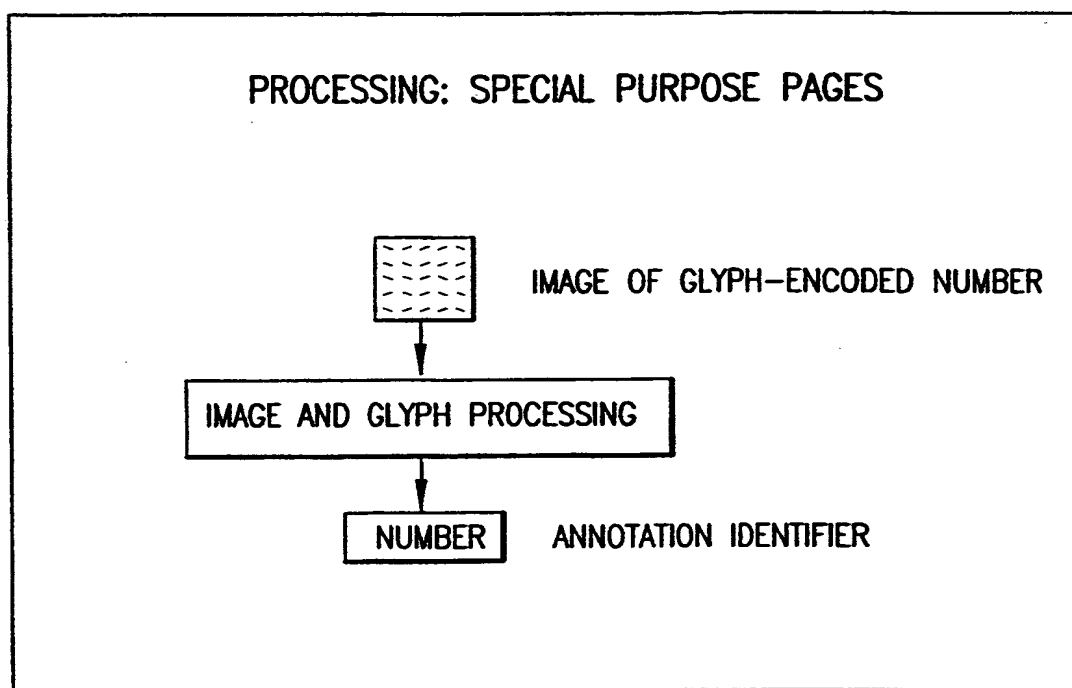 PROCESSING: SPECIAL PURPOSE PAGES
IMAGE OF GLYPH-ENCODED NUMBER
IMAGE AND GLYPH PROCESSING
NUMBER ANNOTATION IDENTIFIER